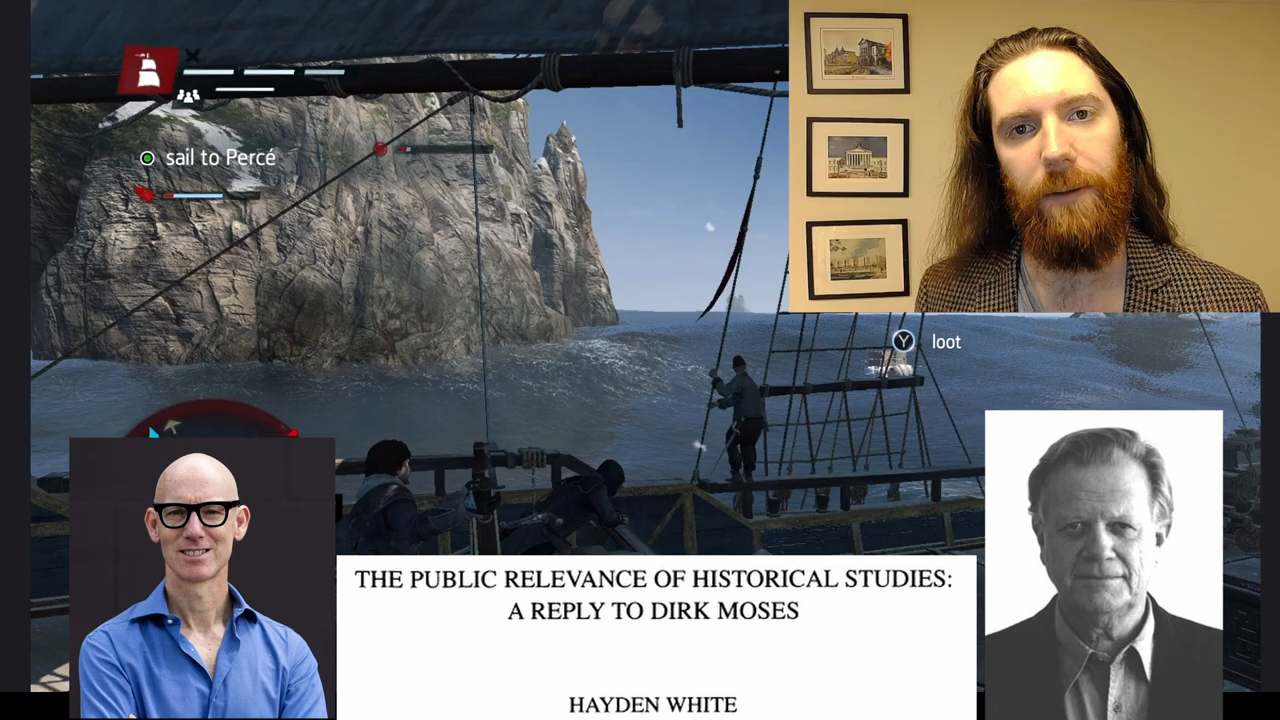 sail to Percé
Y loot
THE PUBLIC RELEVANCE OF HISTORICAL STUDIES:
A REPLY TO DIRK MOSES
HAYDEN WHITE